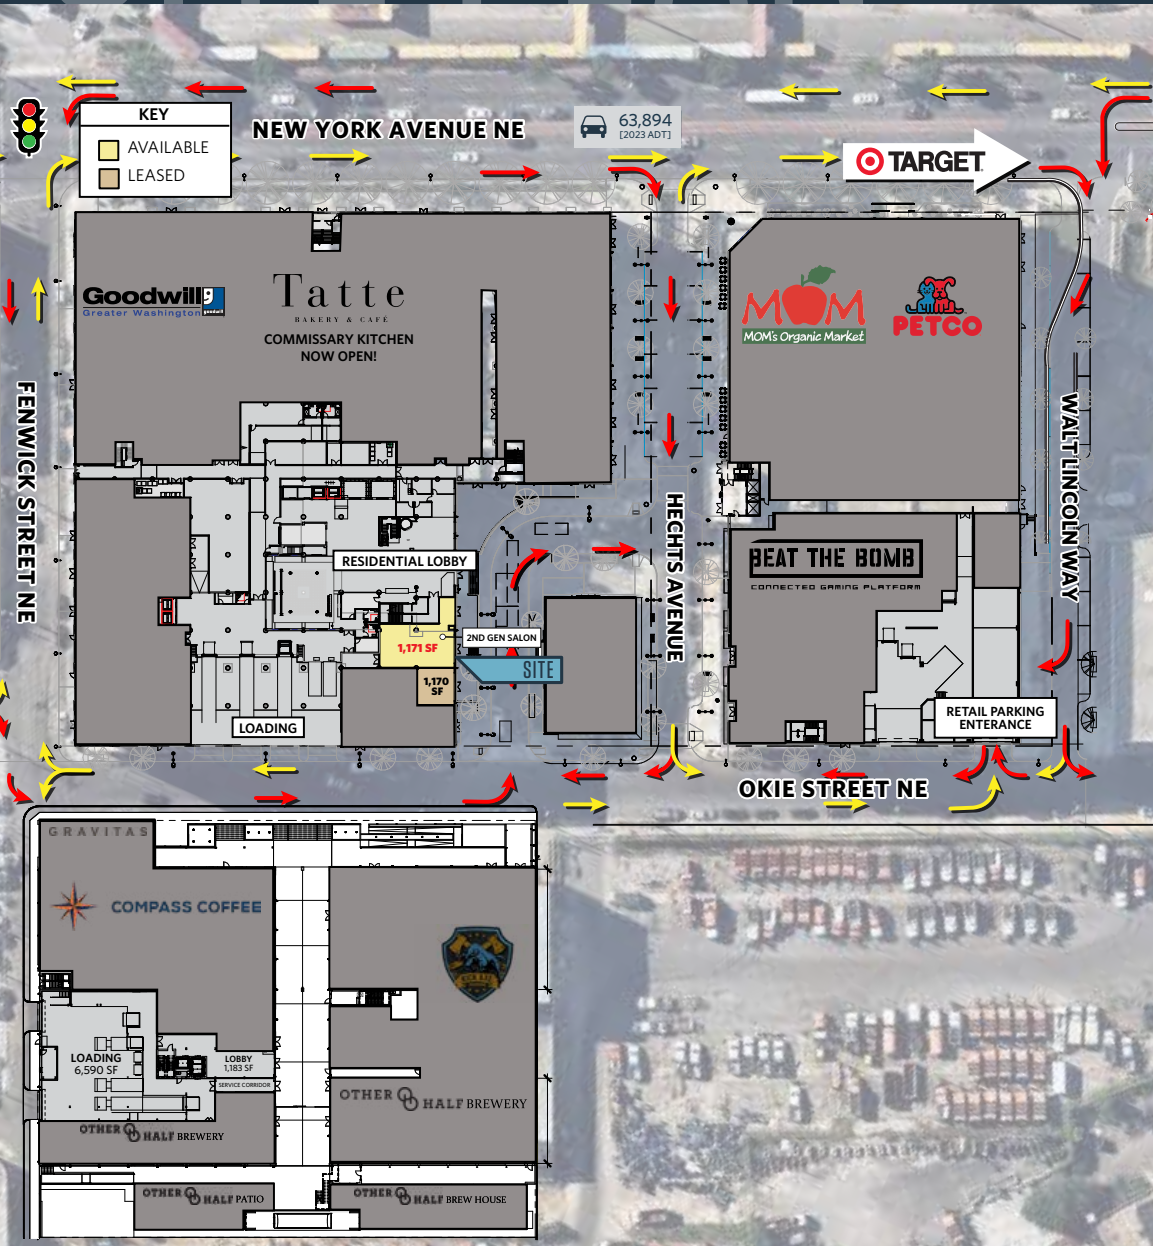 KEY
AVAILABLE
LEASED
NEW YORK AVENUE NE
63,894
[2023 ADT]
TARGET
Goodwill
goodwill
Greater Washington
Tatte
BAKERY & CAFÉ
COMMISSARY KITCHEN
NOW OPEN!
MOM
MOM's Organic Market
PETCO
FENWICK STREET NE
WALT LINCOLN WAY
HECHTS AVENUE
BEAT THE BOMB
CONNECTED GAMING PLATFORM
RESIDENTIAL LOBBY
2ND GEN SALON
1,171 SF
SITE
1,170
SF
LOADING
RETAIL PARKING
ENTERANCE
OKIE STREET NE
GRAVITAS
COMPASS COFFEE
LOADING
6,590 SF
LOBBY
1,183 SF
SERVICE CORRIDOR
OTHER HALF BREWERY
OTHER HALF BREWERY
OTHER HALF PATIO
OTHER HALF BREW HOUSE